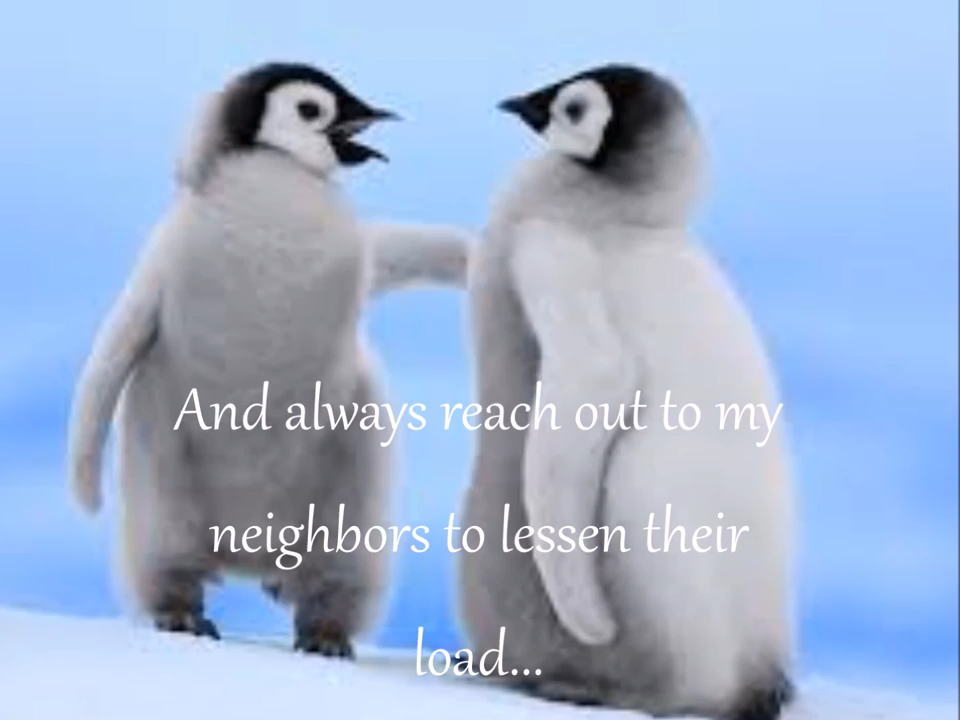 And always reach out to my
neighbors to lessen their
load...